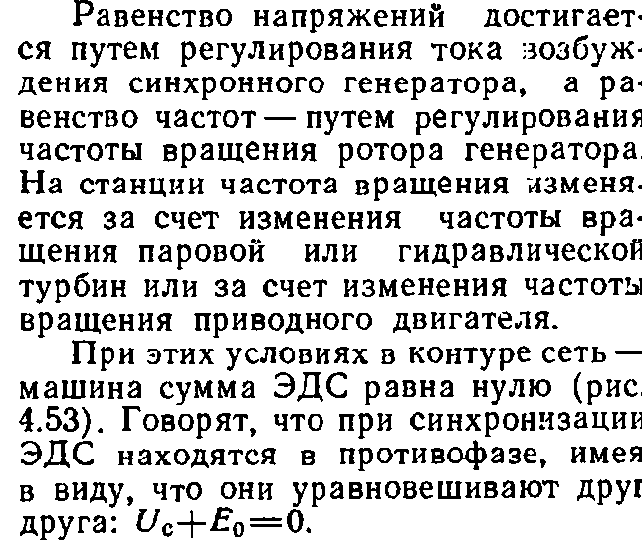 Равенство напряжений достигает-
ся путем регулирования тока возбуж-
дения синхронного генератора, а ра-
венство частот — путем регулирования
частоты вращения ротора генератора.
На станции частота вращения изменя-
ется за счет изменения частоты вра-
щения паровой или гидравлической
турбин или за счет изменения частоты
вращения приводного двигателя.
При этих условиях в контуре сеть —
машина сумма ЭДС равна нулю (рис.
4.53). Говорят, что при синхронизации
ЭДС находятся в противофазе, имея
в виду, что они уравновешивают друг
друга: Uс+E₀=0.